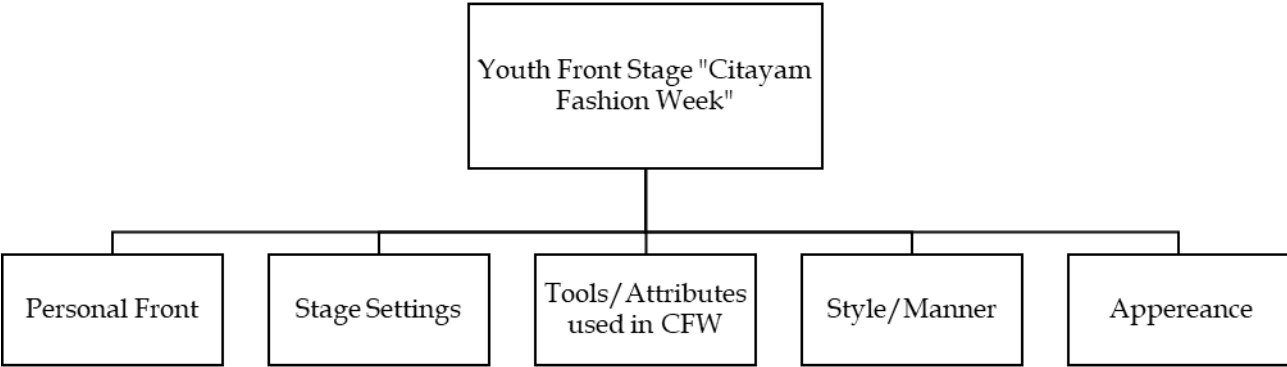 Youth Front Stage "Citayam
Fashion Week"
Personal Front
Stage Settings
Tools/Attributes
used in CFW
Style/Manner
Appereance